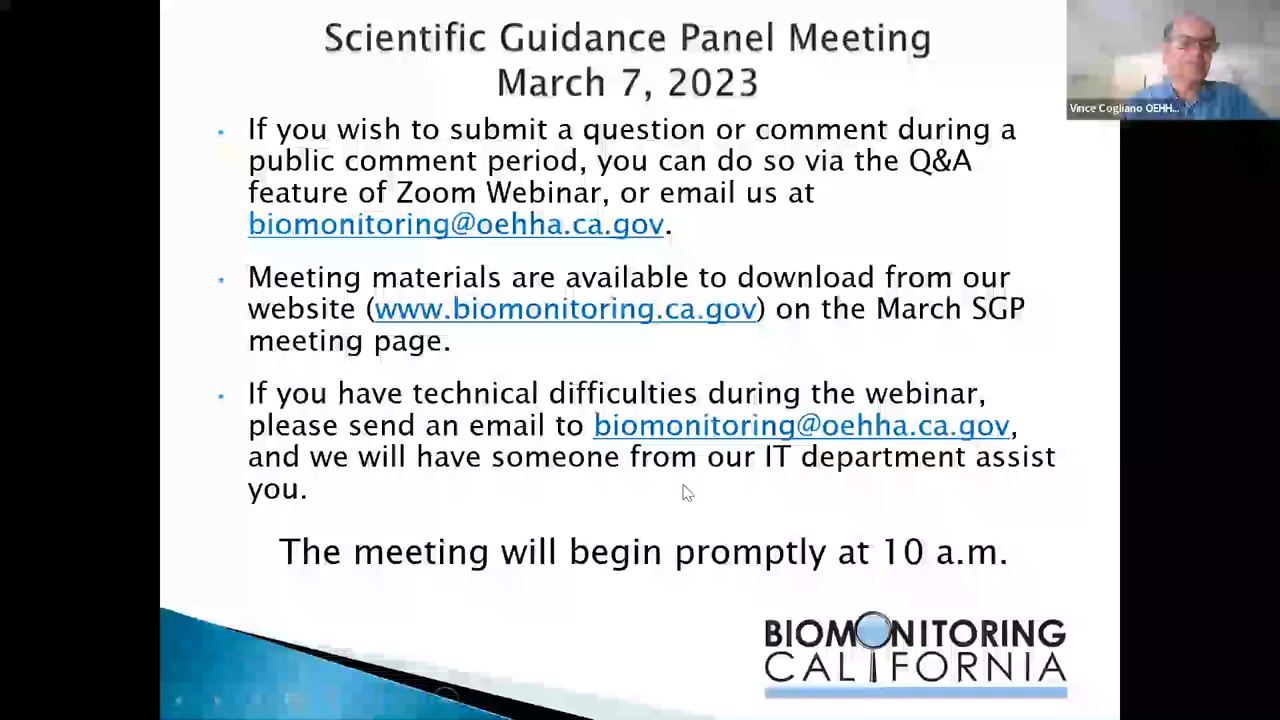 Scientific Guidance Panel Meeting
March 7, 2023
If you wish to submit a question or comment during a
public comment period, you can do so via the Q&A
feature of Zoom Webinar, or email us at
biomonitoring@oehha.ca.gov.
Meeting materials are available to download from our
website (www.biomonitoring.ca.gov) on the March SGP
meeting page.
If you have technical difficulties during the webinar,
please send an email to biomonitoring@oehha.ca.gov,
and we will have someone from our IT department assist
you.
The meeting will begin promptly at 10 a.m.
BIOMONITORING
CALIFORNIA
Vince Cogliano OEHH...